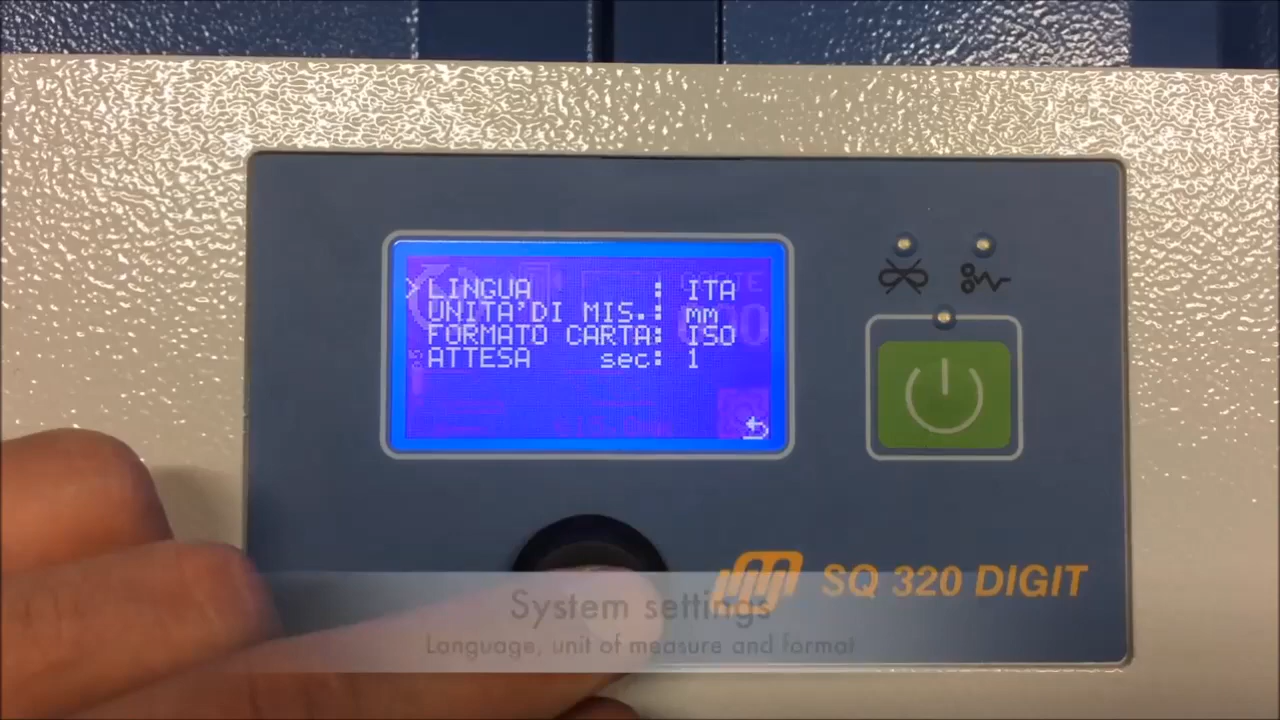 LINGUA : ITA
UNITA'DI MIS.: mm
FORMATO CARTA: ISO
ATTESA sec: 1
SQ 320 DIGIT
System settings
Language, unit of measure and format